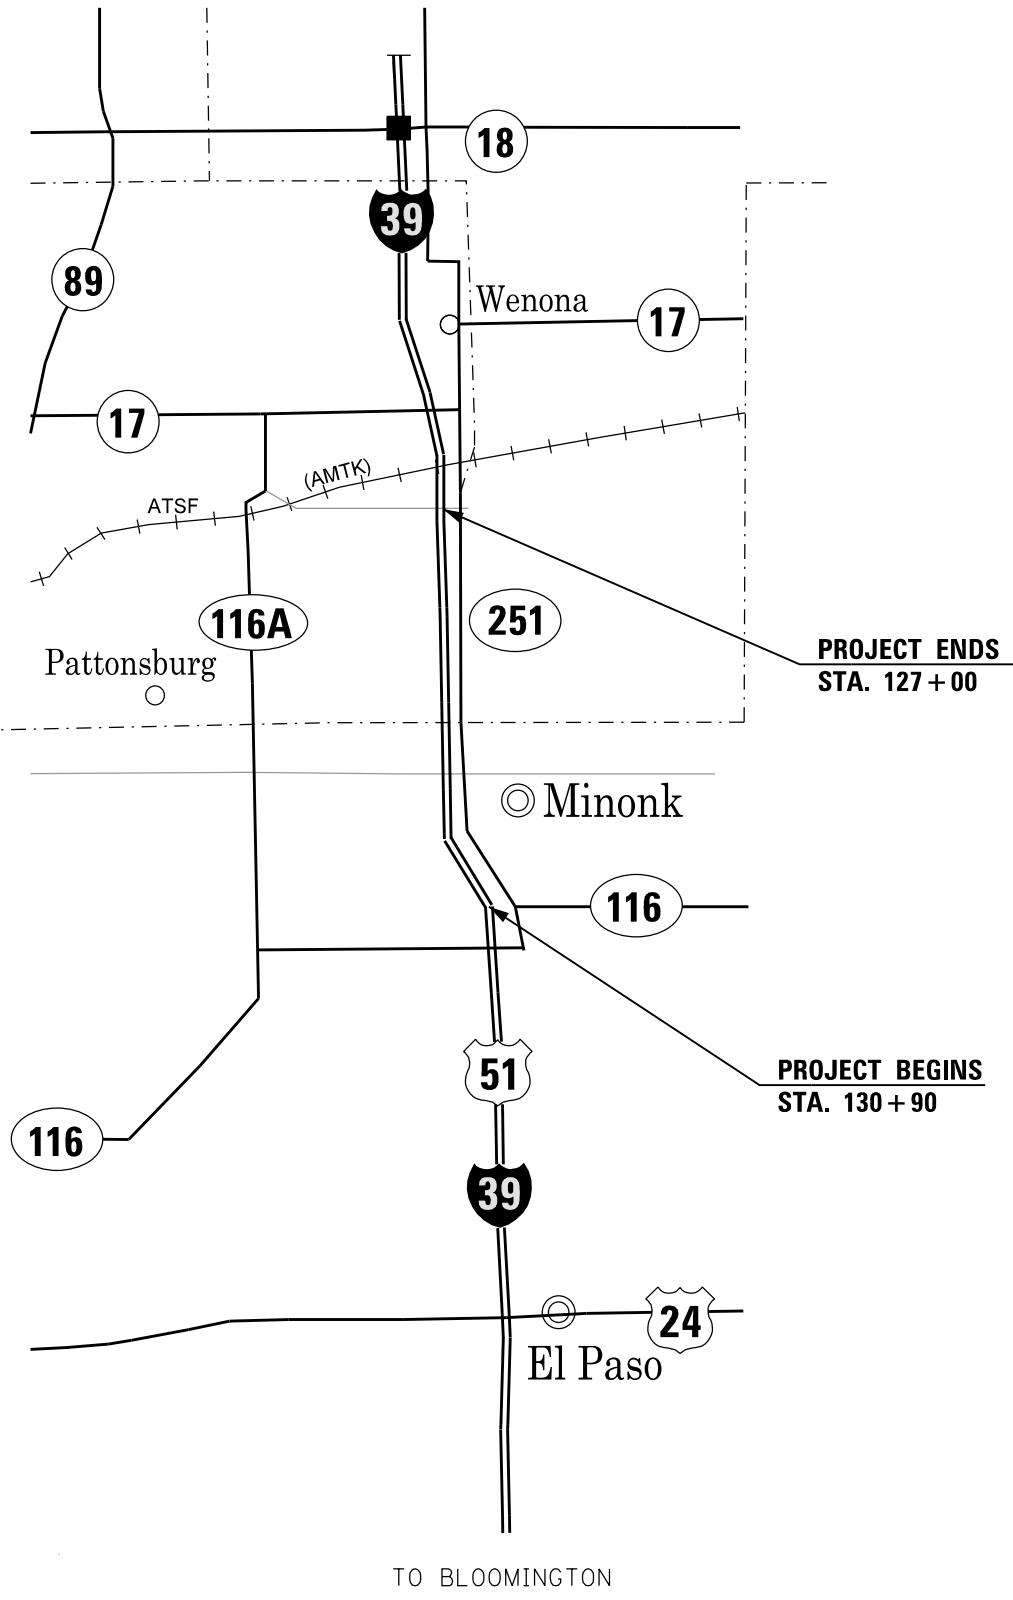 18
39
89
Wenona
17
17
(AMTK)
ATSF
116A
251
PROJECT ENDS
STA. 127+00
Pattonsburg
Minonk
116
51
PROJECT BEGINS
STA. 130+90
116
39
24
El Paso
TO BLOOMINGTON